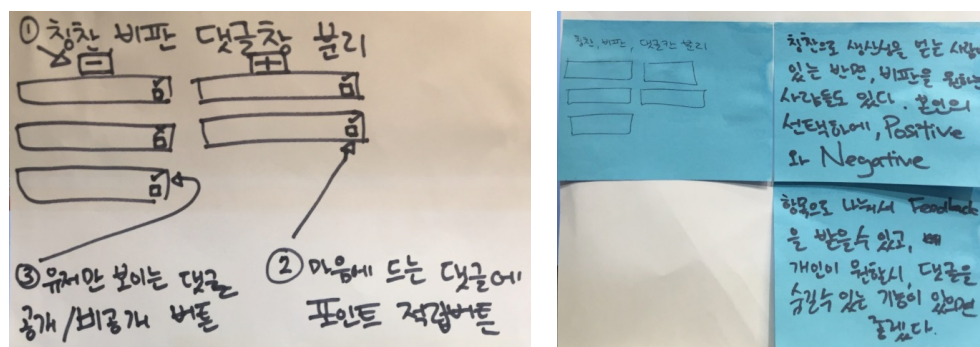 ① 칭찬 비판 댓글창 분리
- +
③ 유저만 보이는 댓글
공개/비공개 버튼
② 마음에 드는 댓글에
포인트 적립버튼
칭찬, 비판, 댓글칸 분리
칭찬으로 생산성을 얻는 사람
있는 반면, 비판을 원하는
사람들도 있다. 본인의
선택하에, Positive
와 Negative
항목으로 나눠서 Feedback
을 받을수 있고,
개인이 원할시, 댓글을
숨길수 있는 기능이 있으면
좋겠다.